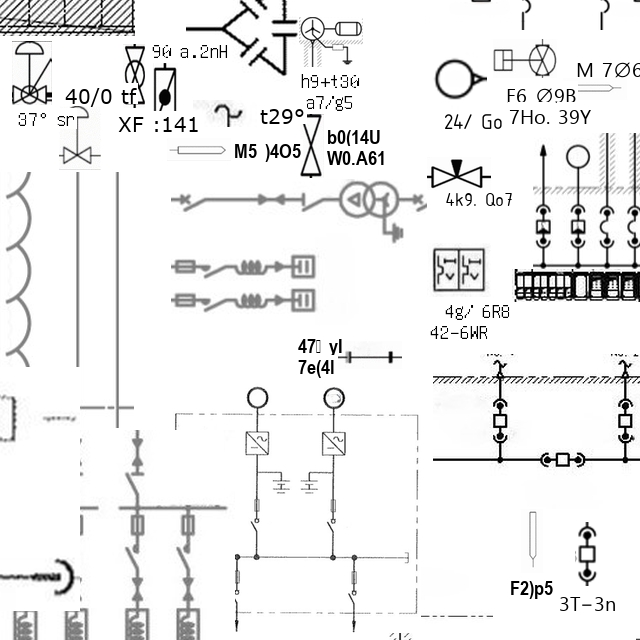 90 a.2nH
h9+t30
a7/g5
40/0 tf
37° sr
XF :141
t29°
M5 )4O5
b0(14U
W0.A61
M 7Ø6
F6 Ø9B
24/ Go
7Ho. 39Y
4k9. Qo7
4g/ 6R8
42-6WR
47 yl
7e(4l
F2)p5
3T-3n